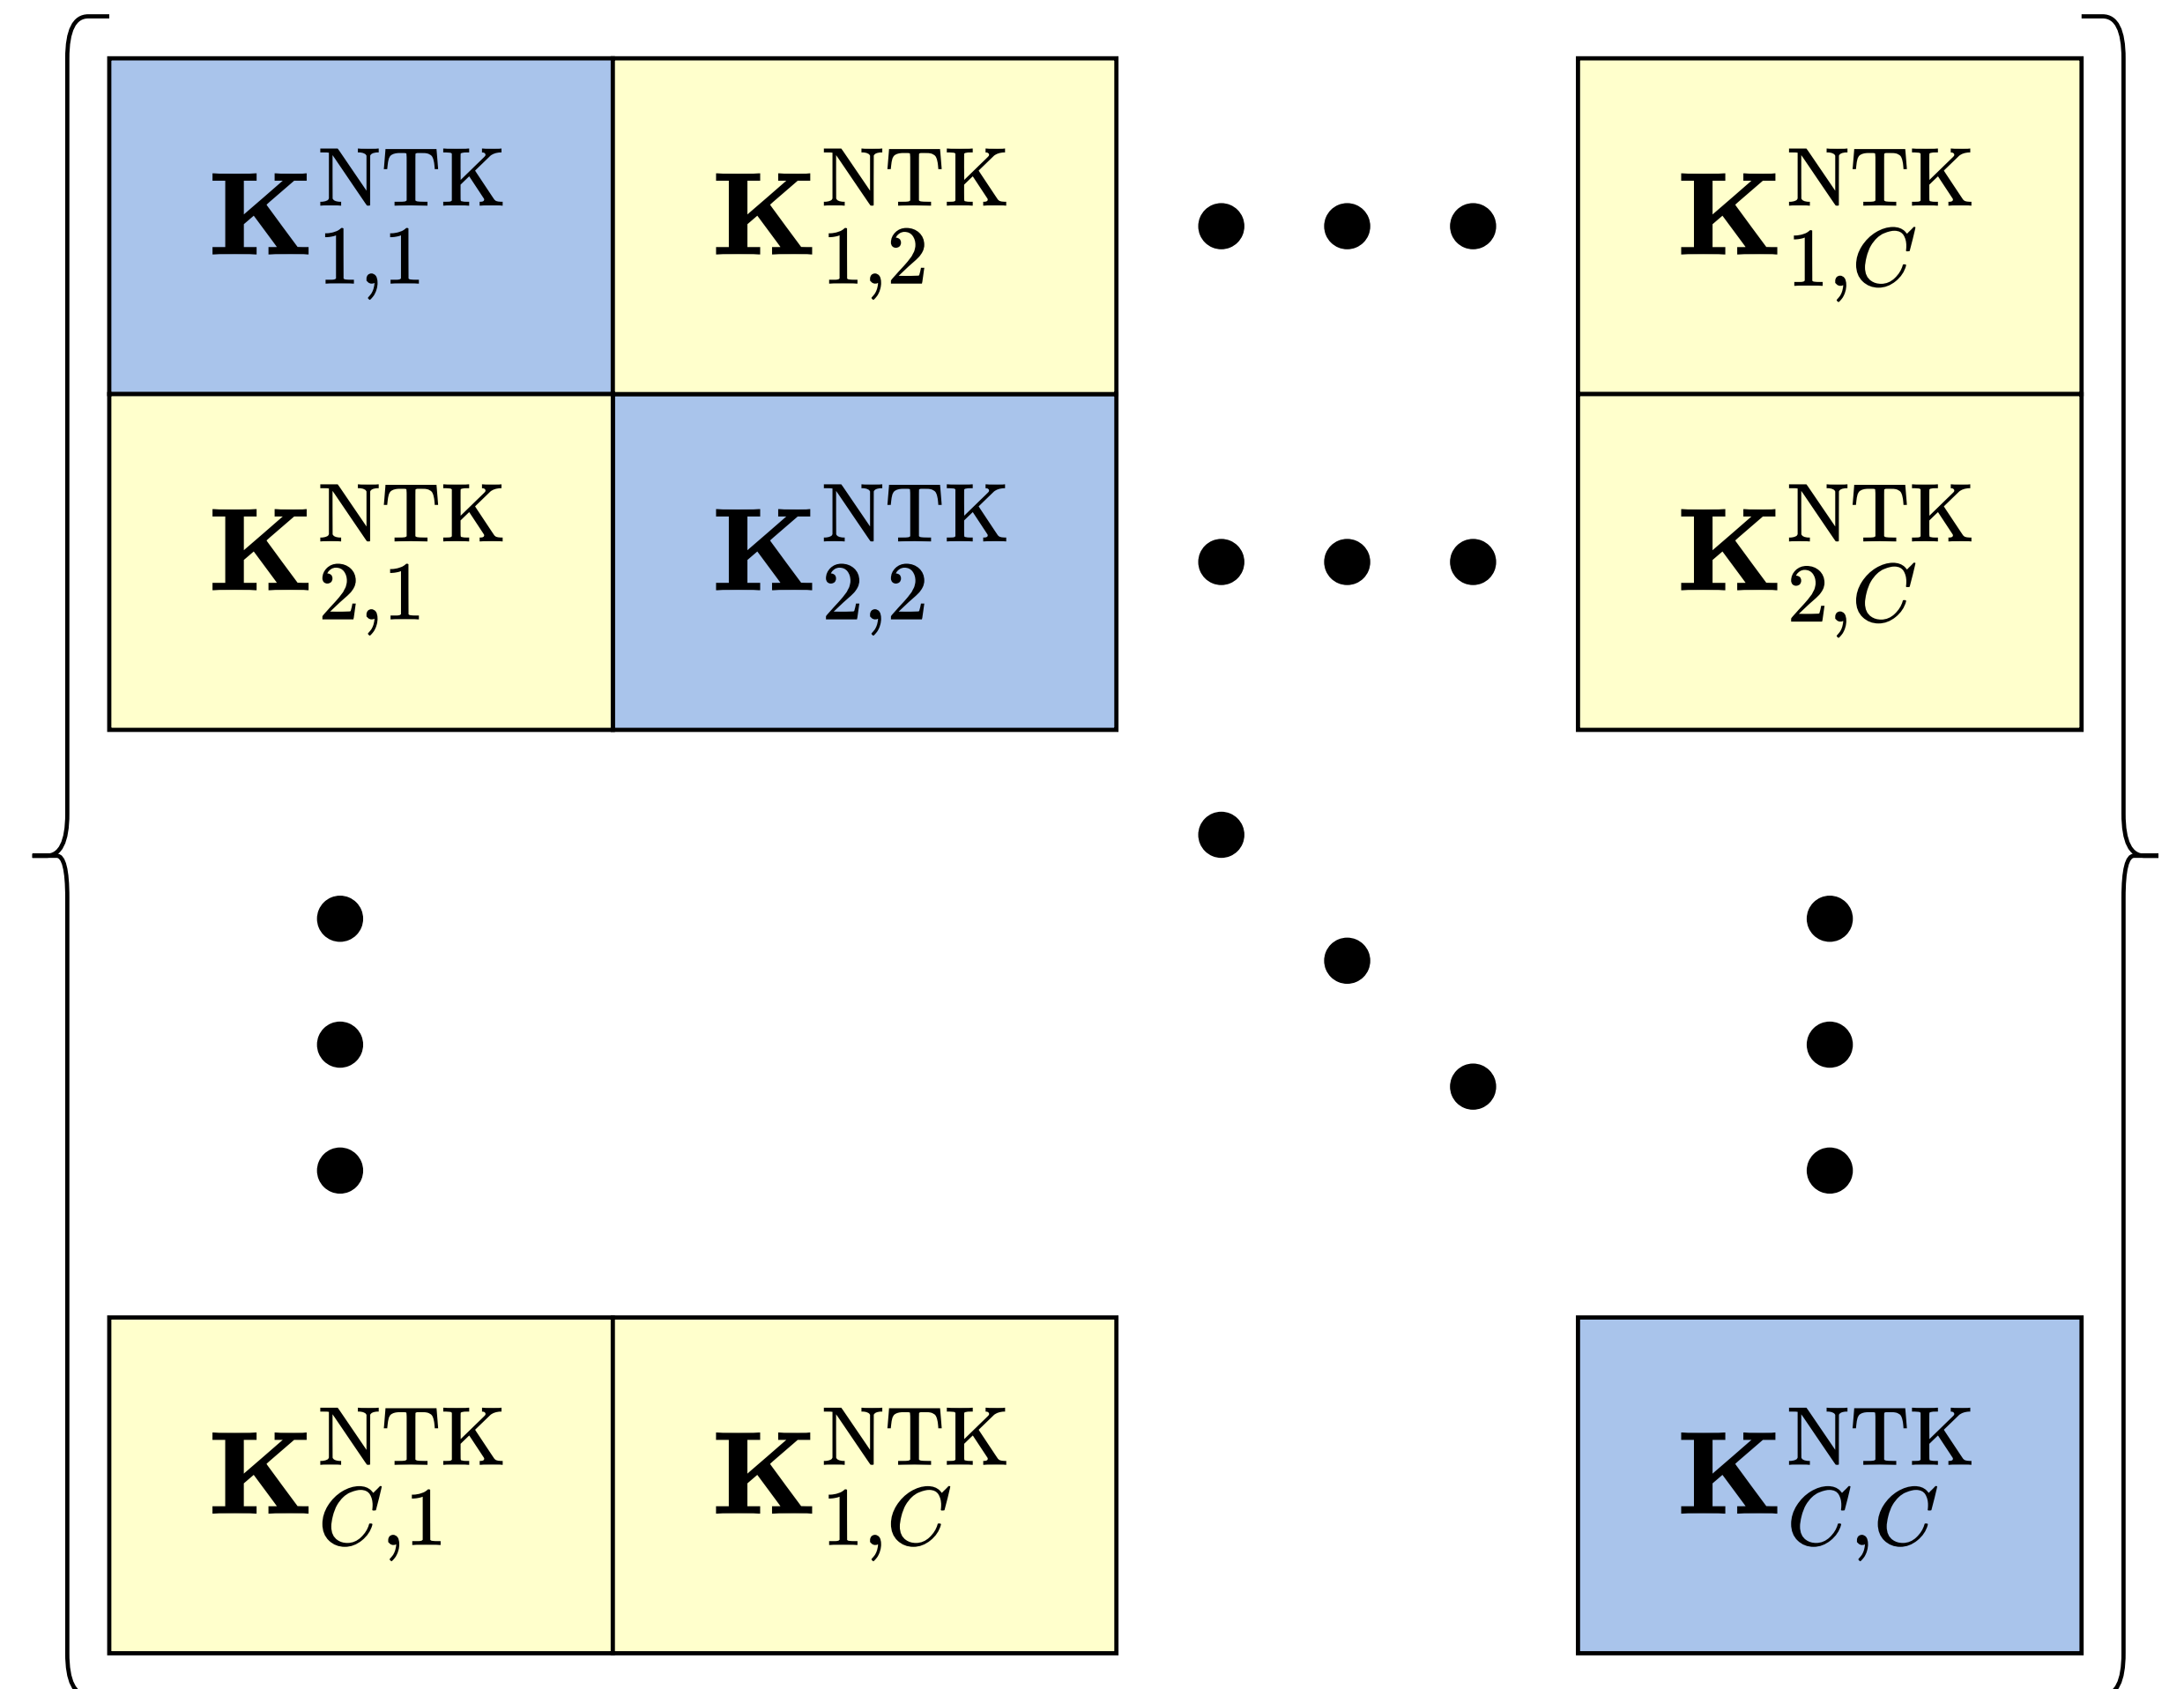 K^NTK_1,1 K^NTK_1,2 • • • K^NTK_1,C
K^NTK_2,1 K^NTK_2,2 • • • K^NTK_2,C
K^NTK_C,1 K^NTK_1,C K^NTK_C,C